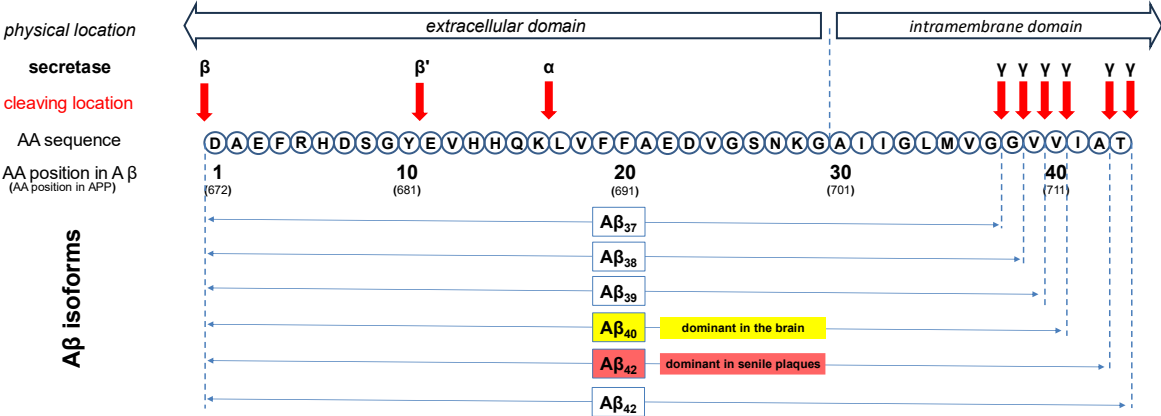 physical location
extracellular domain
intramembrane domain
secretase
β β' α γ γ γ γ γ γ
cleaving location
AA sequence
D A E F R H D S G Y E V H H Q K L V F F A E D V G S N K G A I I G L M V G G V V I A T
AA position in A β
1 10 20 30 40
(AA position in APP)
(672) (681) (691) (701) (711)
Aβ isoforms
Aβ37
Aβ38
Aβ39
Aβ40 dominant in the brain
Aβ42 dominant in senile plaques
Aβ42